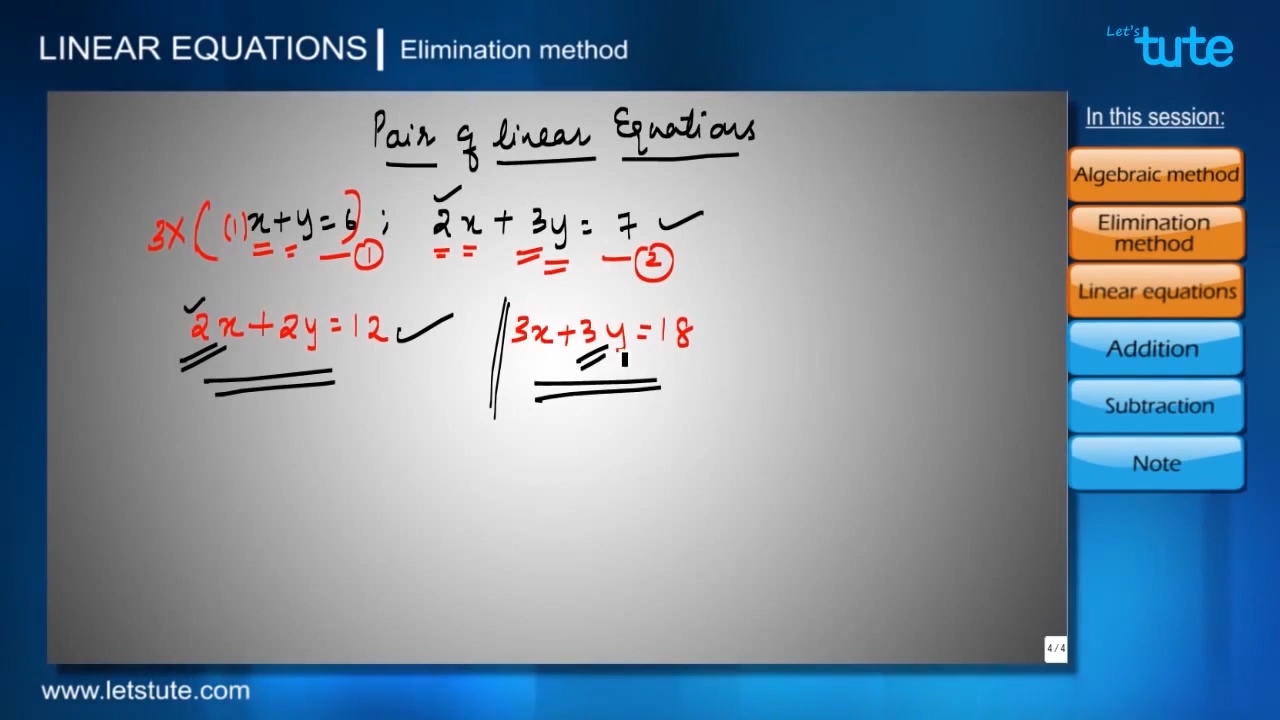 LINEAR EQUATIONS | Elimination method
Let's tute
Pair of linear Equations
3x ( (1)x+y=6) ; 2x + 3y = 7
— ① — ②
2x+2y=12 3x+3y=18
In this session:
Algebraic method
Elimination
method
Linear equations
Addition
Subtraction
Note
4/4
www.letstute.com